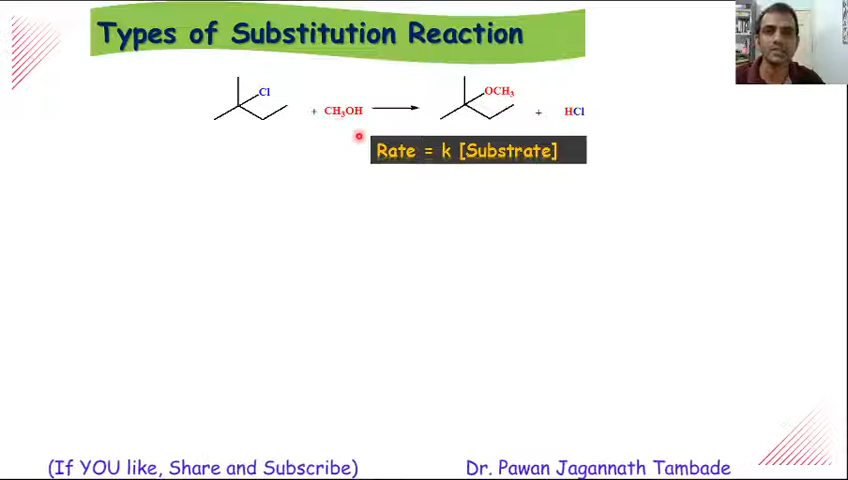 Types of Substitution Reaction
Cl + CH₃OH OCH₃ + HCl
Rate = k [Substrate]
(If YOU like, Share and Subscribe) Dr. Pawan Jagannath Tambade